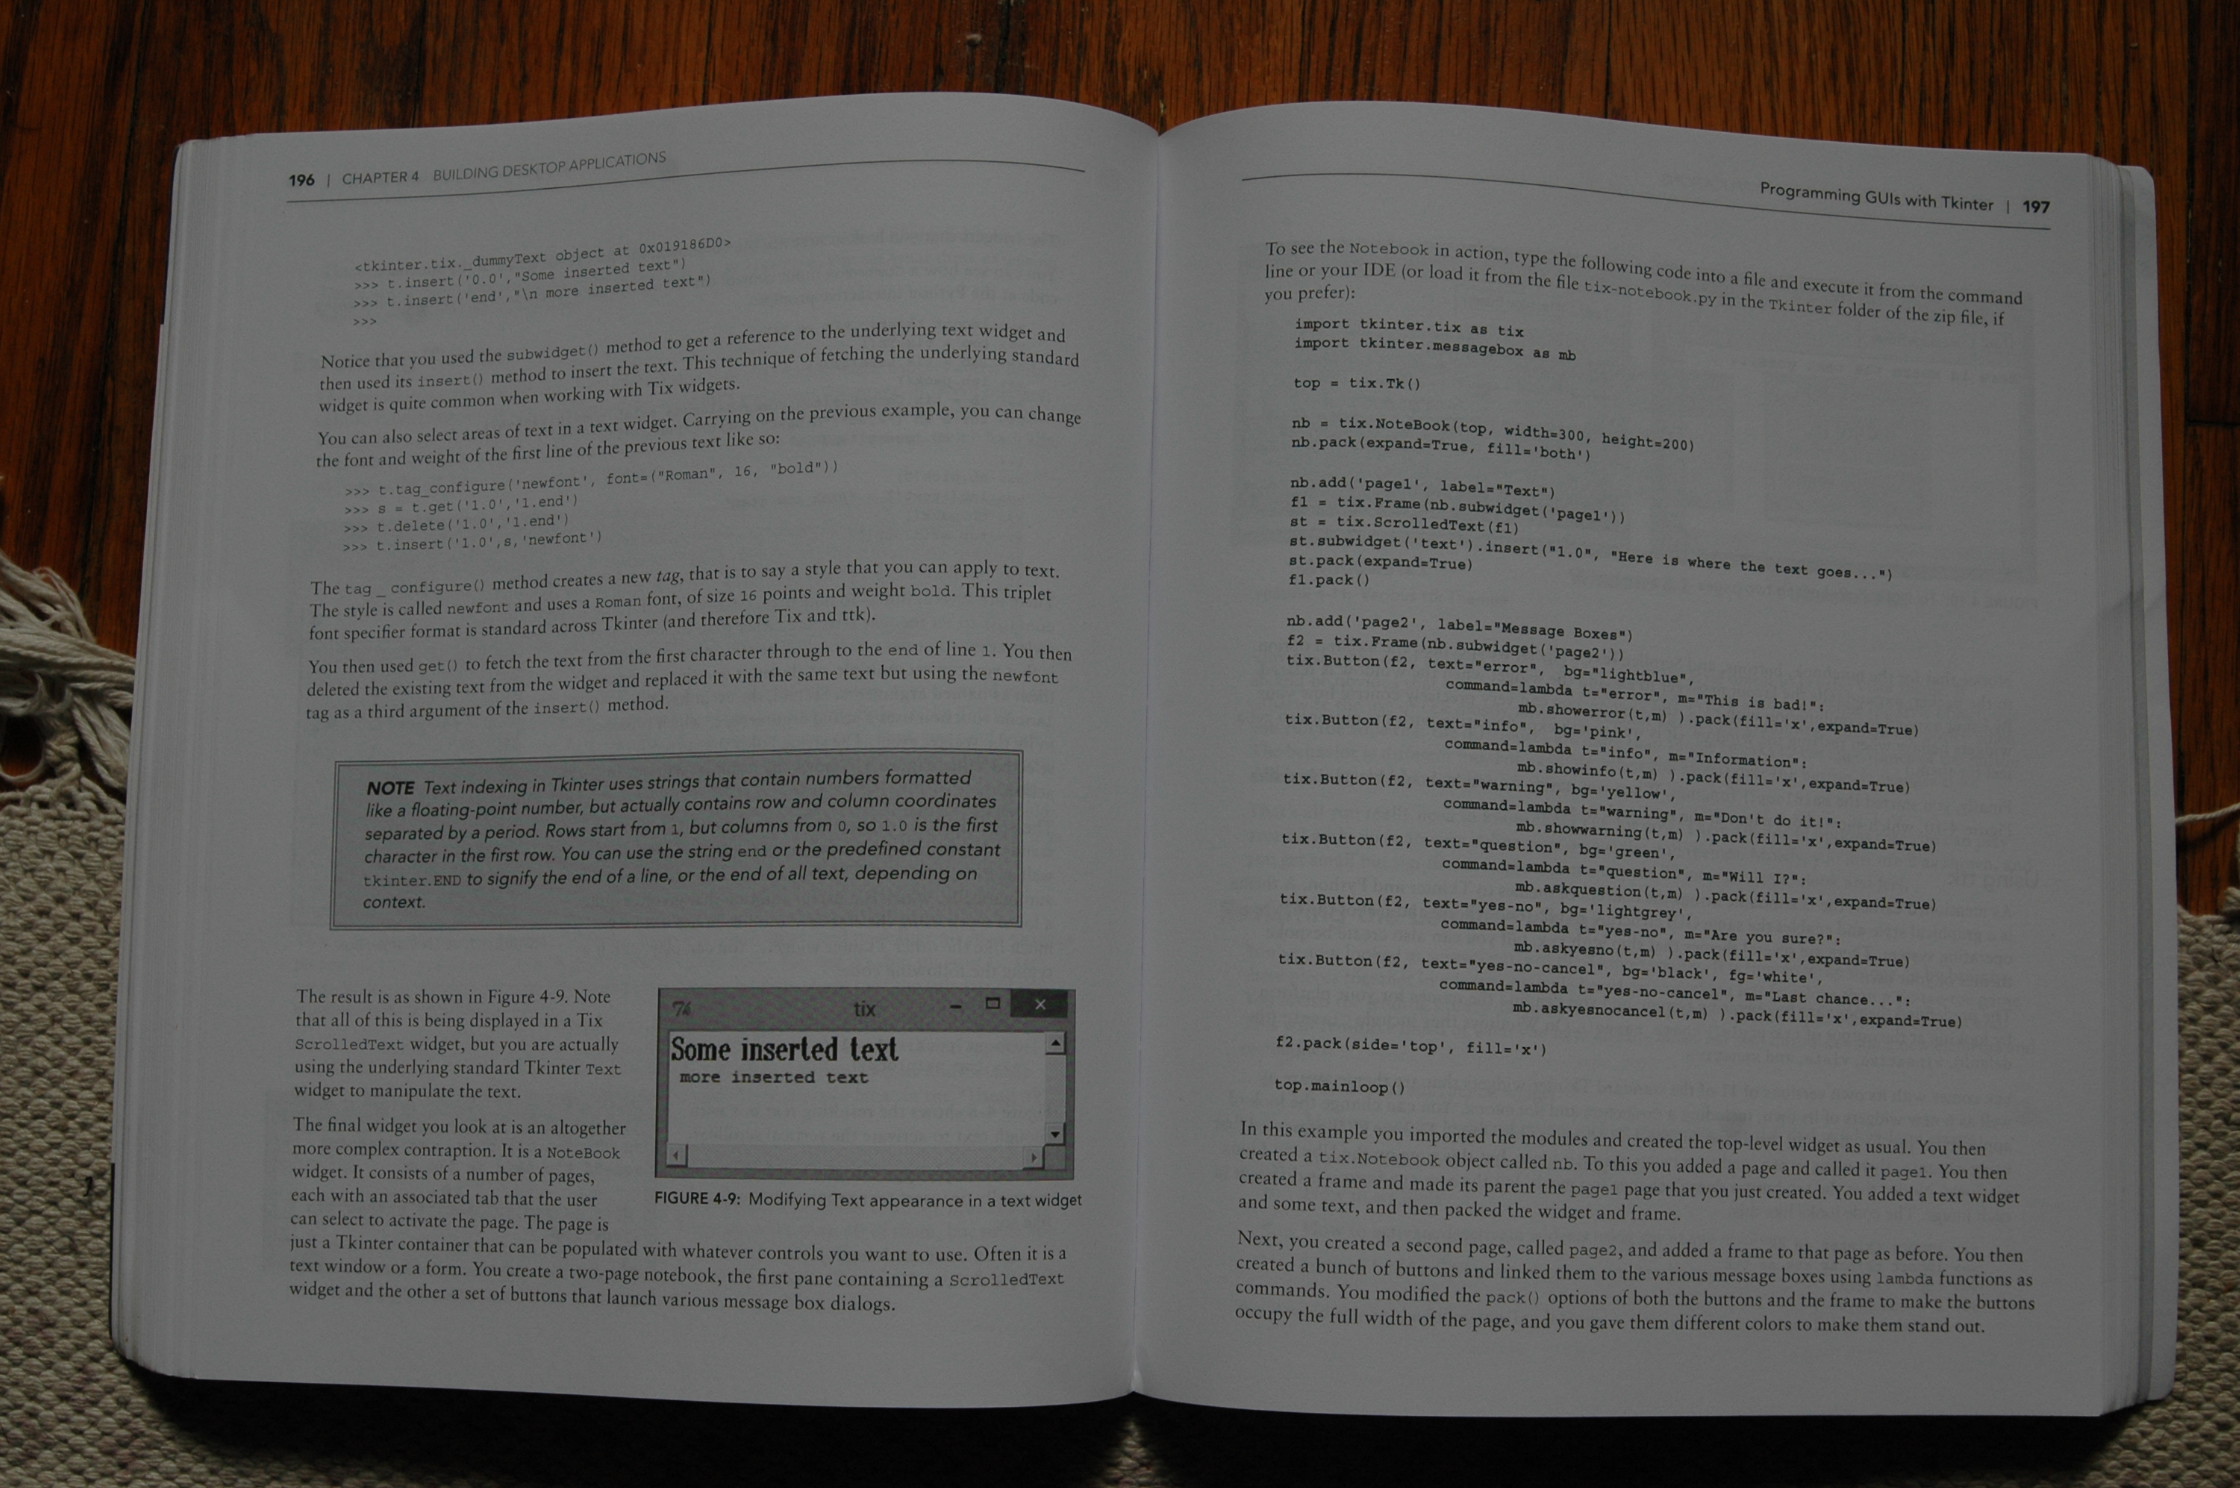 196 | CHAPTER 4 BUILDING DESKTOP APPLICATIONS
<tkinter.tix._dummyText object at 0x019186D0>
>>> t.insert('0.0',"Some inserted text")
>>> t.insert('end',"\n more inserted text")
>>>
Notice that you used the subwidget() method to get a reference to the underlying text widget and
then used its insert() method to insert the text. This technique of fetching the underlying standard
widget is quite common when working with Tix widgets.
You can also select areas of text in a text widget. Carrying on the previous example, you can change
the font and weight of the first line of the previous text like so:
>>> t.tag_configure('newfont', font=("Roman", 16, "bold"))
>>> s = t.get('1.0','1.end')
>>> t.delete('1.0','1.end')
>>> t.insert('1.0',s,'newfont')
The tag_configure() method creates a new tag, that is to say a style that you can apply to text.
The style is called newfont and uses a Roman font, of size 16 points and weight bold. This triplet
font specifier format is standard across Tkinter (and therefore Tix and ttk).
You then used get() to fetch the text from the first character through to the end of line 1. You then
deleted the existing text from the widget and replaced it with the same text but using the newfont
tag as a third argument of the insert() method.
NOTE Text indexing in Tkinter uses strings that contain numbers formatted
like a floating-point number, but actually contains row and column coordinates
separated by a period. Rows start from 1, but columns from 0, so 1.0 is the first
character in the first row. You can use the string end or the predefined constant
tkinter.END to signify the end of a line, or the end of all text, depending on
context.
The result is as shown in Figure 4-9. Note
that all of this is being displayed in a Tix
ScrolledText widget, but you are actually
using the underlying standard Tkinter Text
widget to manipulate the text.
tix
Some inserted text
more inserted text
FIGURE 4-9: Modifying Text appearance in a text widget
The final widget you look at is an altogether
more complex contraption. It is a NoteBook
widget. It consists of a number of pages,
each with an associated tab that the user
can select to activate the page. The page is
just a Tkinter container that can be populated with whatever controls you want to use. Often it is a
text window or a form. You create a two-page notebook, the first pane containing a ScrolledText
widget and the other a set of buttons that launch various message box dialogs.
Programming GUIs with Tkinter | 197
To see the Notebook in action, type the following code into a file and execute it from the command
line or your IDE (or load it from the file tix-notebook.py in the Tkinter folder of the zip file, if
you prefer):
import tkinter.tix as tix
import tkinter.messagebox as mb
top = tix.Tk()
nb = tix.NoteBook(top, width=300, height=200)
nb.pack(expand=True, fill='both')
nb.add('page1', label="Text")
f1 = tix.Frame(nb.subwidget('page1'))
st = tix.ScrolledText(f1)
st.subwidget('text').insert("1.0", "Here is where the text goes...")
st.pack(expand=True)
f1.pack()
nb.add('page2', label="Message Boxes")
f2 = tix.Frame(nb.subwidget('page2'))
tix.Button(f2, text="error", bg="lightblue",
command=lambda t="error", m="This is bad!":
mb.showerror(t,m) ).pack(fill='x',expand=True)
tix.Button(f2, text="info", bg='pink',
command=lambda t="info", m="Information":
mb.showinfo(t,m) ).pack(fill='x',expand=True)
tix.Button(f2, text="warning", bg='yellow',
command=lambda t="warning", m="Don't do it!":
mb.showwarning(t,m) ).pack(fill='x',expand=True)
tix.Button(f2, text="question", bg='green',
command=lambda t="question", m="Will I?":
mb.askquestion(t,m) ).pack(fill='x',expand=True)
tix.Button(f2, text="yes-no", bg='lightgrey',
command=lambda t="yes-no", m="Are you sure?":
mb.askyesno(t,m) ).pack(fill='x',expand=True)
tix.Button(f2, text="yes-no-cancel", bg='black', fg='white',
command=lambda t="yes-no-cancel", m="Last chance...":
mb.askyesnocancel(t,m) ).pack(fill='x',expand=True)
f2.pack(side='top', fill='x')
top.mainloop()
In this example you imported the modules and created the top-level widget as usual. You then
created a tix.Notebook object called nb. To this you added a page and called it page1. You then
created a frame and made its parent the page1 page that you just created. You added a text widget
and some text, and then packed the widget and frame.
Next, you created a second page, called page2, and added a frame to that page as before. You then
created a bunch of buttons and linked them to the various message boxes using lambda functions as
commands. You modified the pack() options of both the buttons and the frame to make the buttons
occupy the full width of the page, and you gave them different colors to make them stand out.